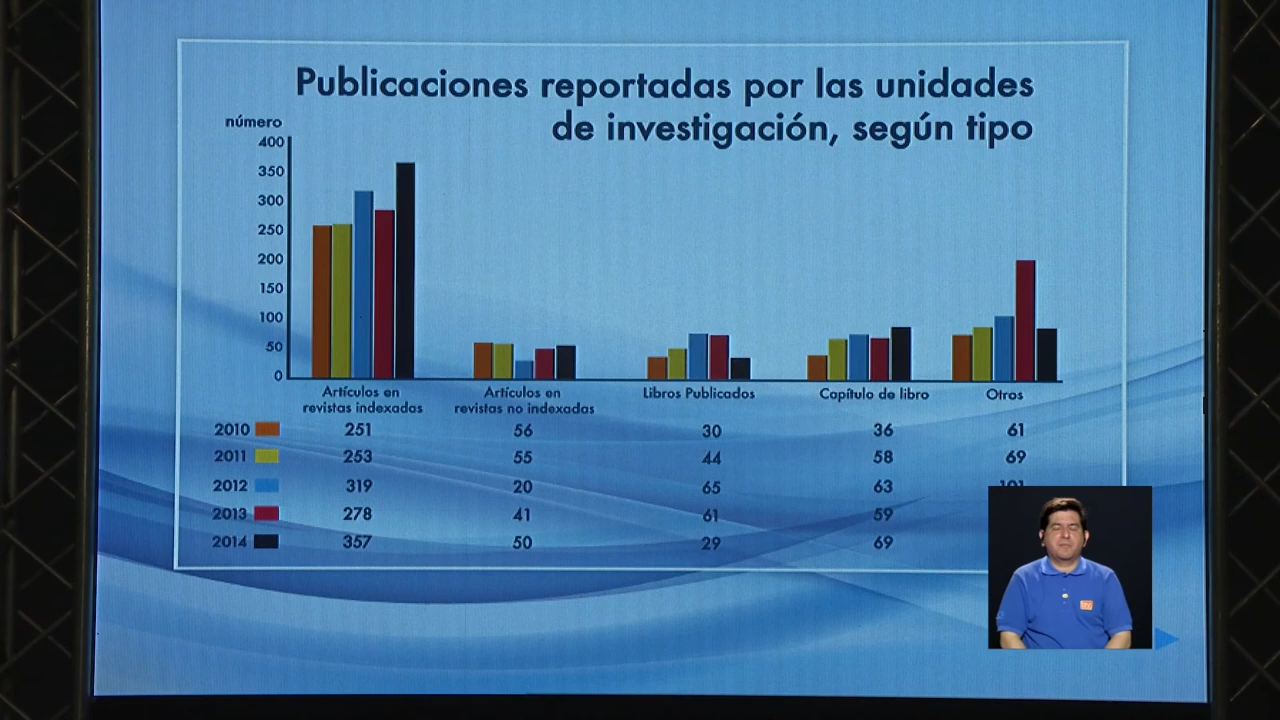 Publicaciones reportadas por las unidades
de investigación, según tipo
número
400
350
300
250
200
150
100
50
0
Artículos en
revistas indexadas
Artículos en
revistas no indexadas
Libros Publicados
Capítulo de libro
Otros
2010 251 56 30 36 61
2011 253 55 44 58 69
2012 319 20 65 63 101
2013 278 41 61 59
2014 357 50 29 69